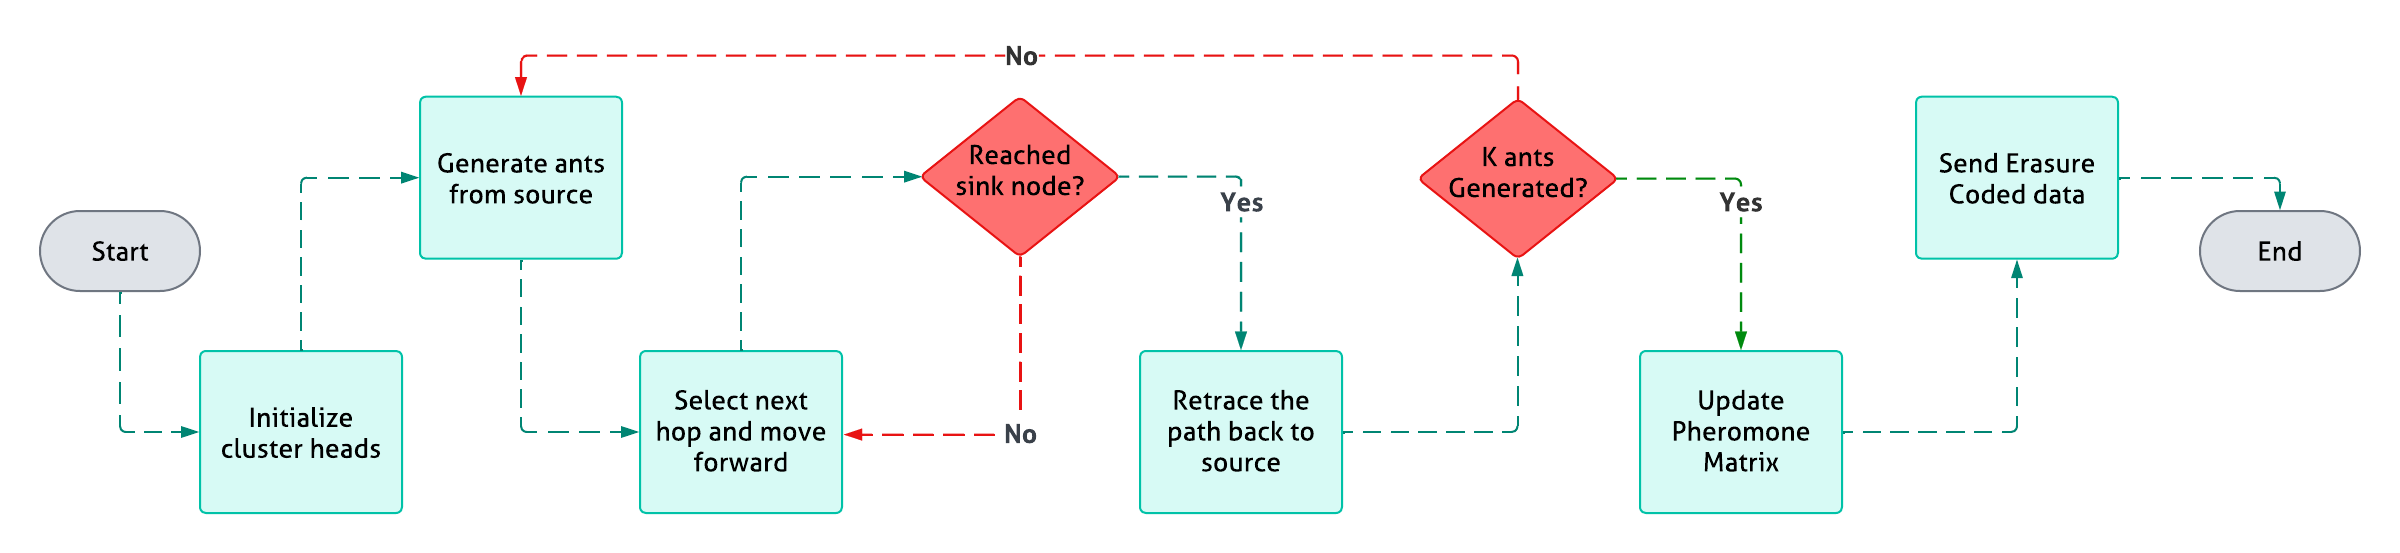 Start
Initialize
cluster heads
Generate ants
from source
Select next
hop and move
forward
Reached
sink node?
No
Yes
Retrace the
path back to
source
K ants
Generated?
No
Yes
Update
Pheromone
Matrix
Send Erasure
Coded data
End